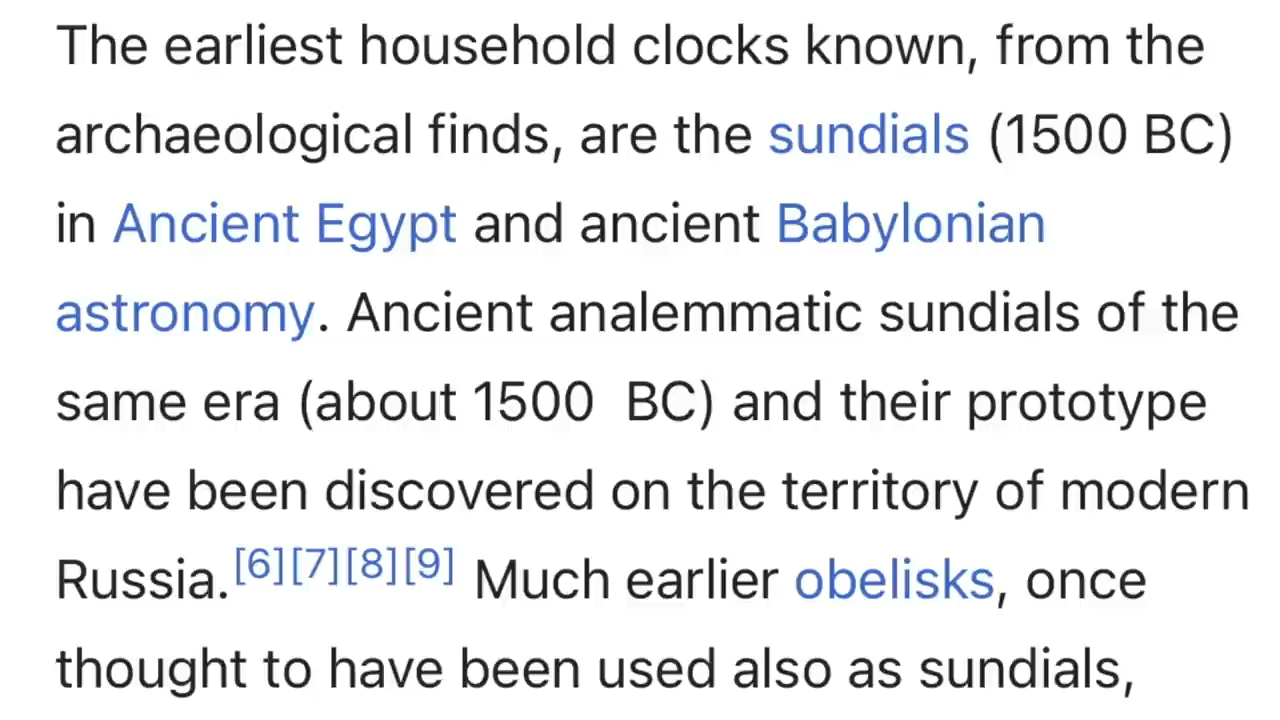 The earliest household clocks known, from the
archaeological finds, are the sundials (1500 BC)
in Ancient Egypt and ancient Babylonian
astronomy. Ancient analemmatic sundials of the
same era (about 1500  BC) and their prototype
have been discovered on the territory of modern
Russia.[6][7][8][9] Much earlier obelisks, once
thought to have been used also as sundials,